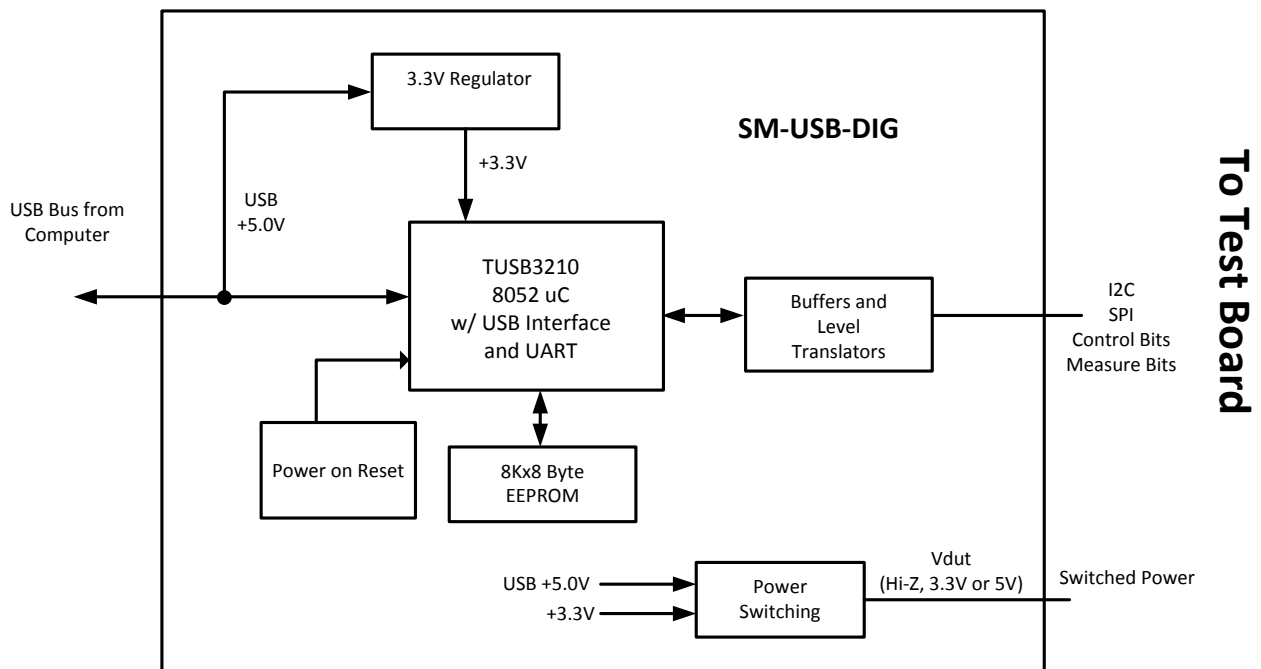 3.3V Regulator
SM-USB-DIG
+3.3V
USB
+5.0V
USB Bus from
Computer
To Test Board
TUSB3210
8052 uC
w/ USB Interface
and UART
Buffers and
Level
Translators
I2C
SPI
Control Bits
Measure Bits
Power on Reset
8Kx8 Byte
EEPROM
USB +5.0V
+3.3V
Power
Switching
Vdut
(Hi-Z, 3.3V or 5V)
Switched Power